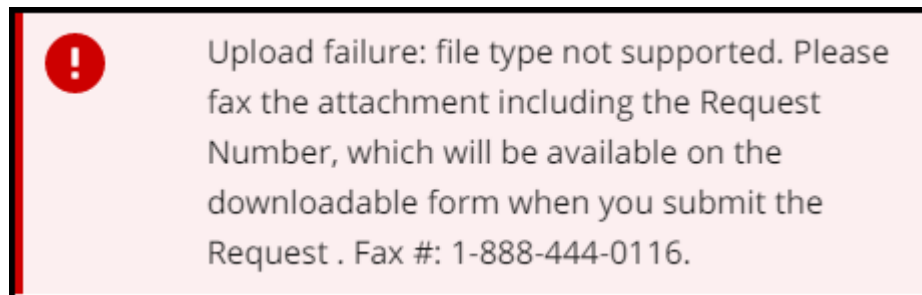 Upload failure: file type not supported. Please
fax the attachment including the Request
Number, which will be available on the
downloadable form when you submit the
Request . Fax #: 1-888-444-0116.